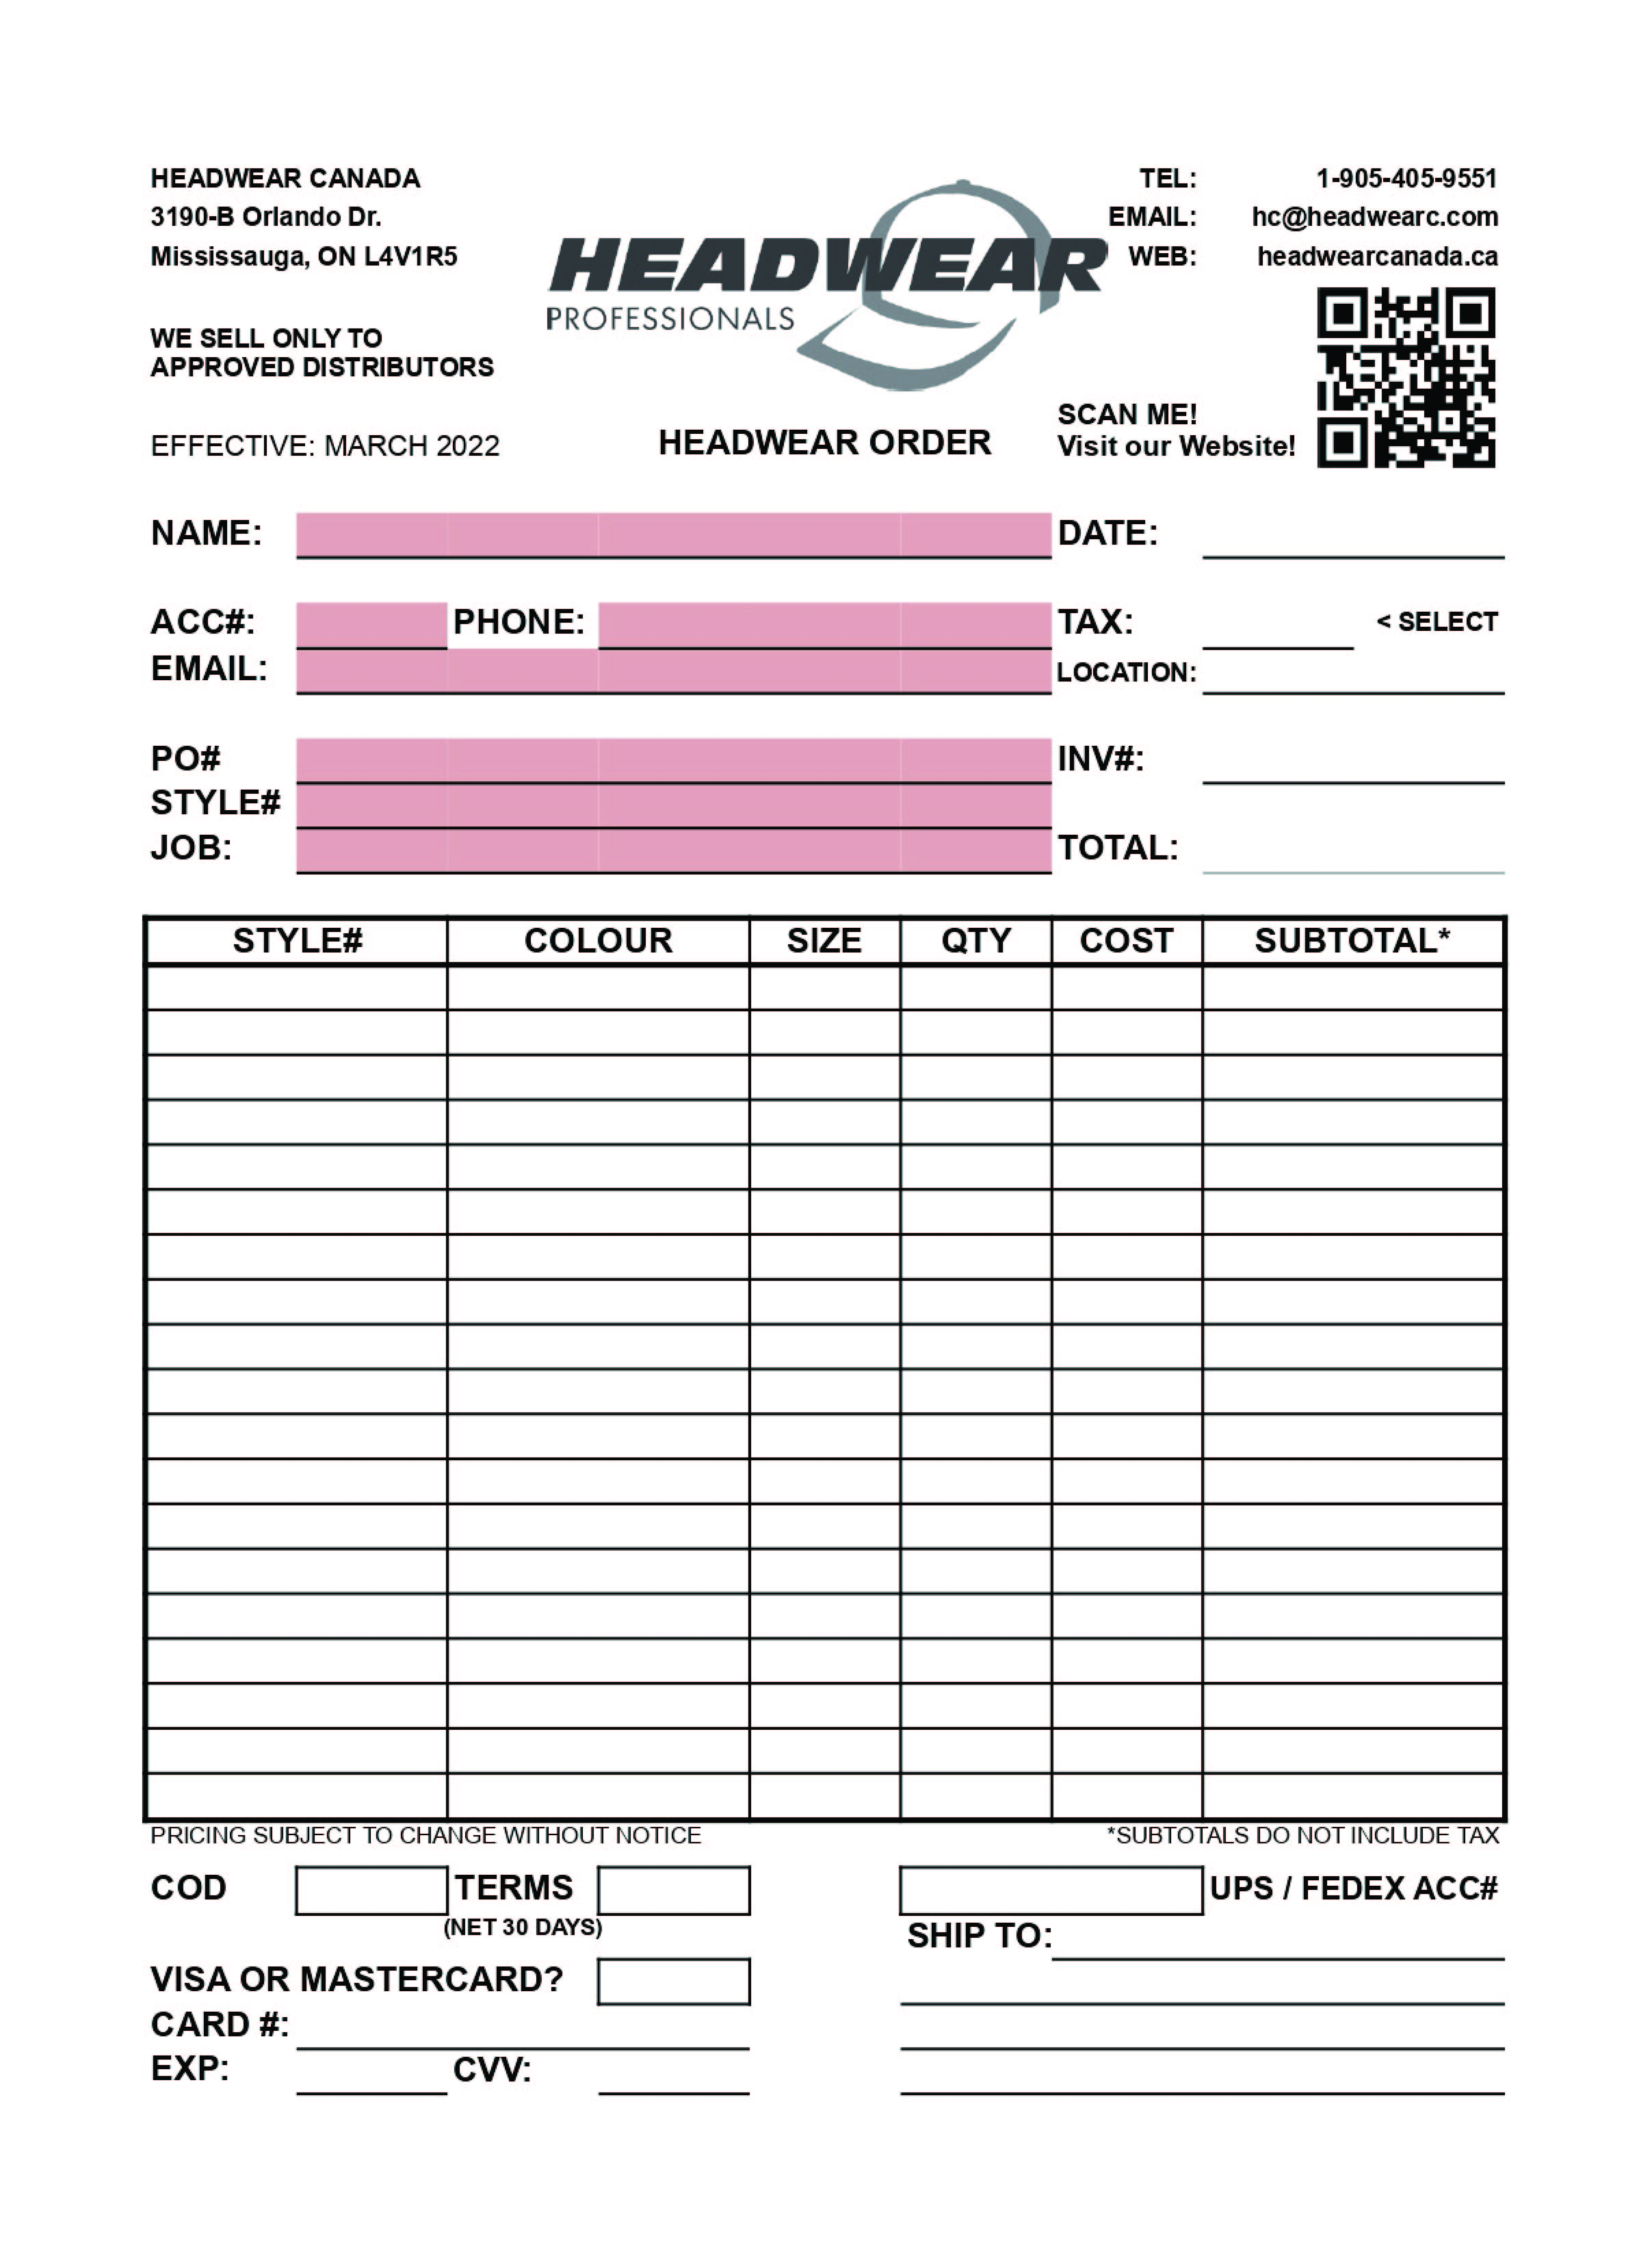 HEADWEAR CANADA
3190-B Orlando Dr.
Mississauga, ON L4V1R5
WE SELL ONLY TO
APPROVED DISTRIBUTORS
EFFECTIVE: MARCH 2022
HEADWEAR
PROFESSIONALS
HEADWEAR ORDER
TEL: 1-905-405-9551
EMAIL: hc@headwearc.com
WEB: headwearcanada.ca
SCAN ME!
Visit our Website!
NAME: DATE:
ACC#: PHONE: TAX: < SELECT
EMAIL: LOCATION:
PO# INV#:
STYLE#
JOB: TOTAL:
STYLE# COLOUR SIZE QTY COST SUBTOTAL*
PRICING SUBJECT TO CHANGE WITHOUT NOTICE *SUBTOTALS DO NOT INCLUDE TAX
COD TERMS UPS / FEDEX ACC#
(NET 30 DAYS)
SHIP TO:
VISA OR MASTERCARD?
CARD #:
EXP: CVV: